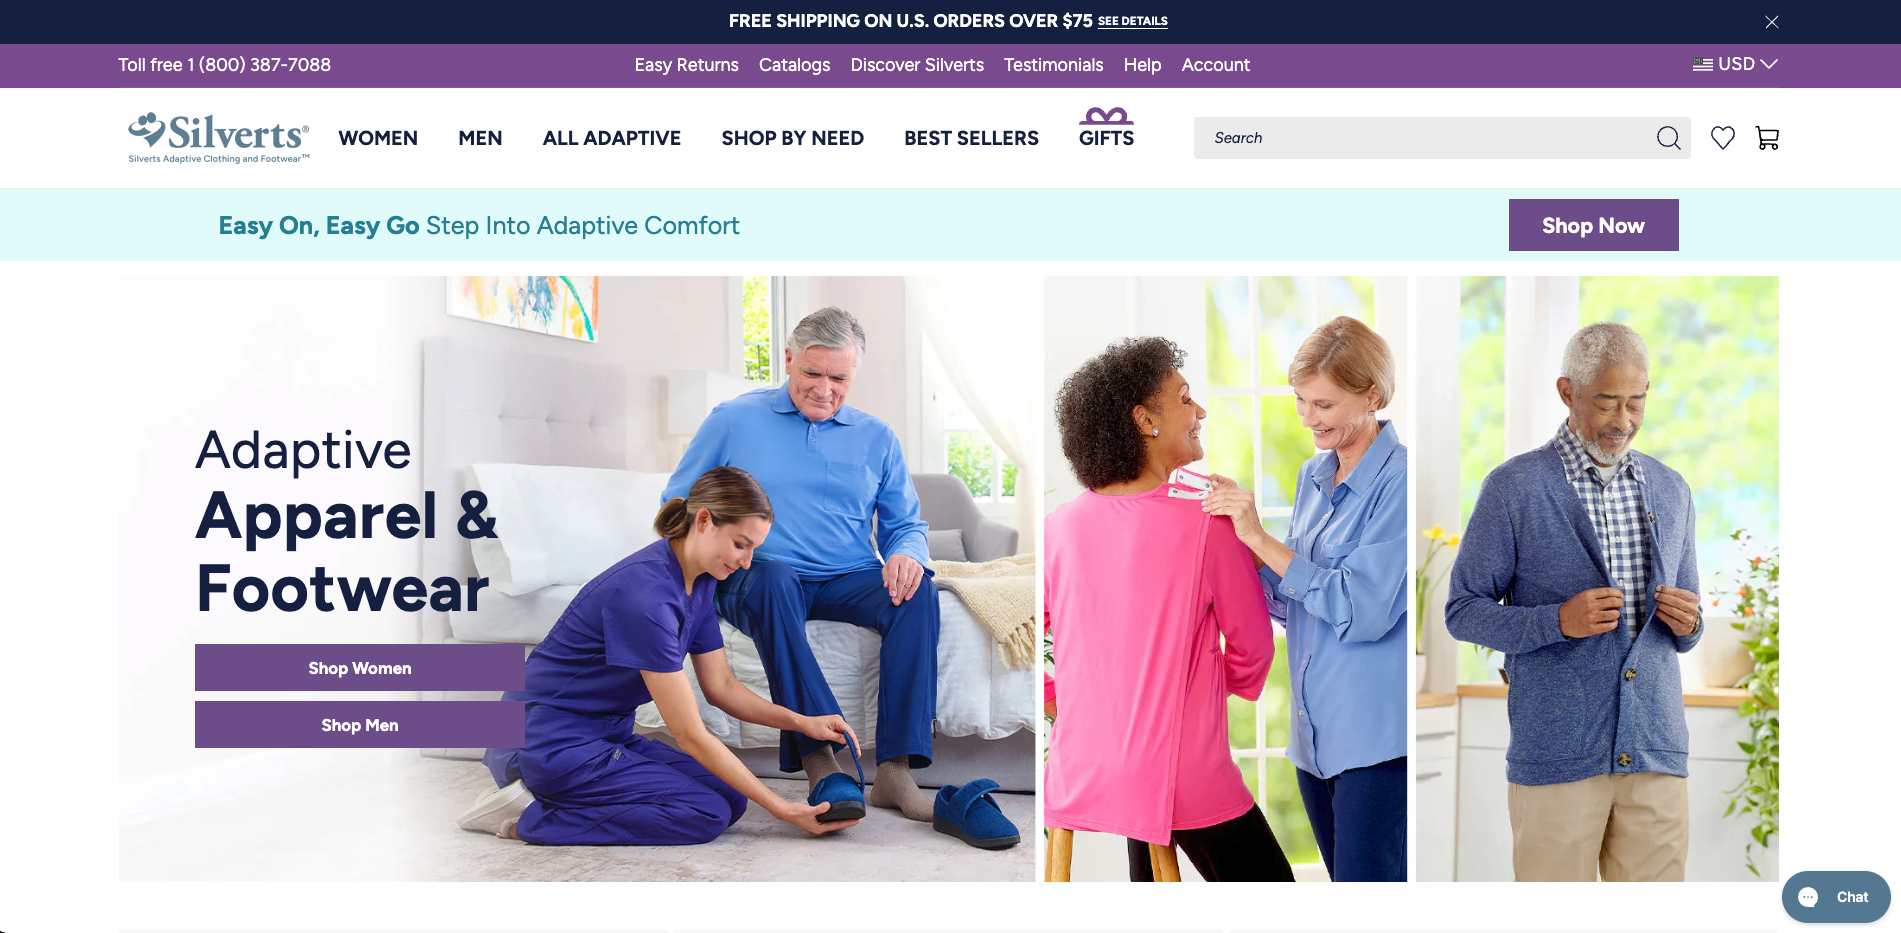 FREE SHIPPING ON U.S. ORDERS OVER $75 SEE DETAILS
Toll free 1 (800) 387-7088
Easy Returns Catalogs Discover Silverts Testimonials Help Account
USD
Silverts®
Silverts Adaptive Clothing and Footwear™
WOMEN MEN ALL ADAPTIVE SHOP BY NEED BEST SELLERS GIFTS
Search
Easy On, Easy Go Step Into Adaptive Comfort
Shop Now
Adaptive
Apparel &
Footwear
Shop Women
Shop Men
Chat